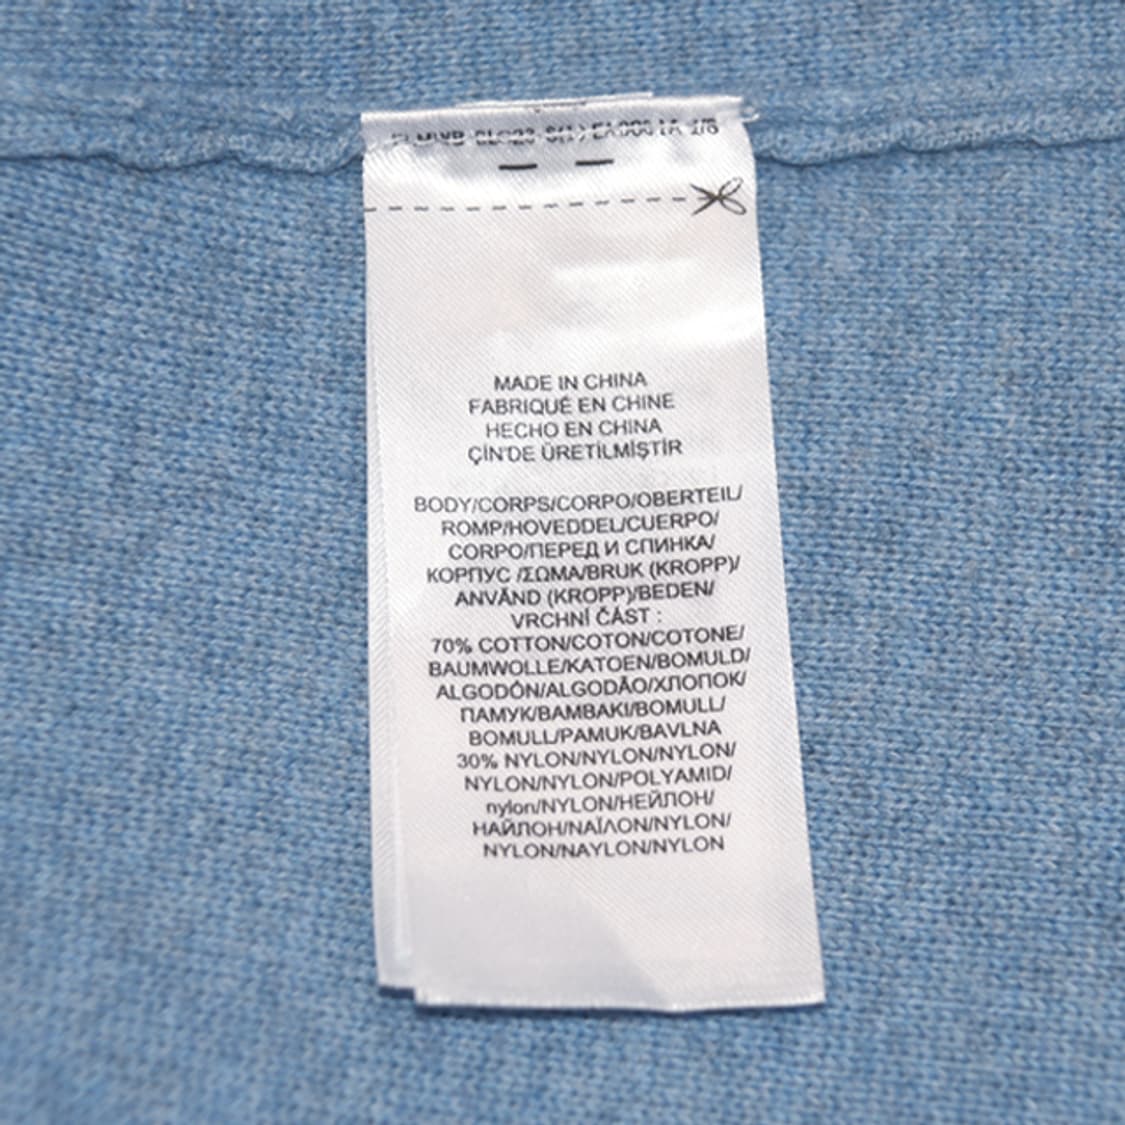 MADE IN CHINA
FABRIQUÉ EN CHINE
HECHO EN CHINA
ÇİN'DE ÜRETİLMİŞTİR
BODY/CORPS/CORPO/OBERTEIL/
ROMP/HOVEDDEL/CUERPO/
CORPO/ПЕРЕД И СПИНКА/
КОРПУС /ΣΩΜΑ/BRUK (KROPP)/
ANVÄND (KROPP)/BEDEN/
VRCHNÍ ČÁST :
70% COTTON/COTON/COTONE/
BAUMWOLLE/KATOEN/BOMULD/
ALGODÓN/ALGODÃO/ХЛОПОК/
ПАМУК/ΒΑΜΒΑΚΙ/BOMULL/
BOMULL/PAMUK/BAVLNA
30% NYLON/NYLON/NYLON/
NYLON/NYLON/POLYAMID/
nylon/NYLON/НЕЙЛОН/
НАЙЛОН/ΝΑΪΛΟΝ/NYLON/
NYLON/NAYLON/NYLON